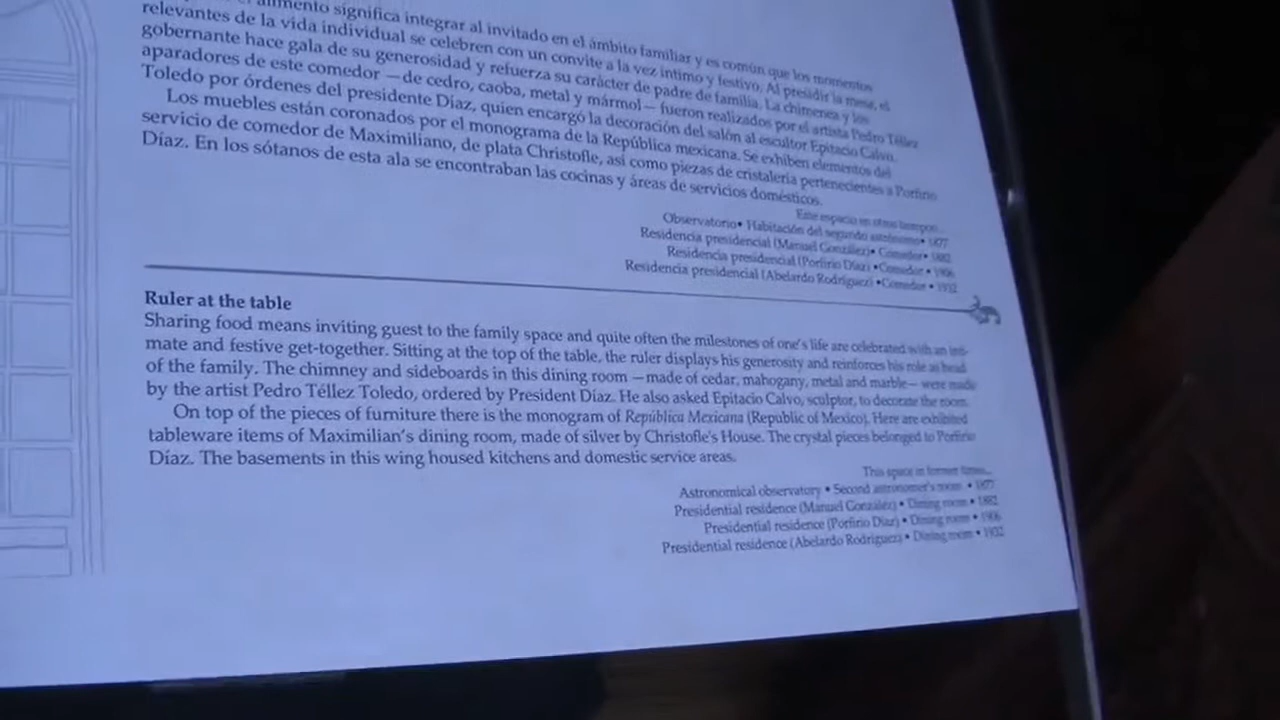 alimento significa integrar al invitado en el ámbito familiar y es común que los momentos
relevantes de la vida individual se celebren con un convite a la vez íntimo y festivo. Al presidir la mesa, el
gobernante hace gala de su generosidad y refuerza su carácter de padre de familia. La chimenea y los
aparadores de este comedor —de cedro, caoba, metal y mármol— fueron realizados por el artista Pedro Téllez
Toledo por órdenes del presidente Díaz, quien encargó la decoración del salón al escultor Epitacio Calvo.
Los muebles están coronados por el monograma de la República mexicana. Se exhiben elementos del
servicio de comedor de Maximiliano, de plata Christofle, así como piezas de cristalería pertenecientes a Porfirio
Díaz. En los sótanos de esta ala se encontraban las cocinas y áreas de servicios domésticos.
Este espacio en otros tiempos...
Observatorio• Habitación del segundo astrónomo• 1877
Residencia presidencial (Manuel González)• Comedor• 1882
Residencia presidencial (Porfirio Díaz) •Comedor • 1906
Residencia presidencial (Abelardo Rodríguez) •Comedor • 1932
Ruler at the table
Sharing food means inviting guest to the family space and quite often the milestones of one's life are celebrated with an inti-
mate and festive get-together. Sitting at the top of the table, the ruler displays his generosity and reinforces his role as head
of the family. The chimney and sideboards in this dining room —made of cedar, mahogany, metal and marble— were made
by the artist Pedro Téllez Toledo, ordered by President Díaz. He also asked Epitacio Calvo, sculptor, to decorate the room.
On top of the pieces of furniture there is the monogram of República Mexicana (Republic of Mexico). Here are exhibited
tableware items of Maximilian's dining room, made of silver by Christofle's House. The crystal pieces belonged to Porfirio
Díaz. The basements in this wing housed kitchens and domestic service areas.
This space in former times...
Astronomical observatory • Second astronomer's room • 1877
Presidential residence (Manuel González) • Dining room • 1882
Presidential residence (Porfirio Díaz) • Dining room • 1906
Presidential residence (Abelardo Rodríguez) • Dining room • 1932